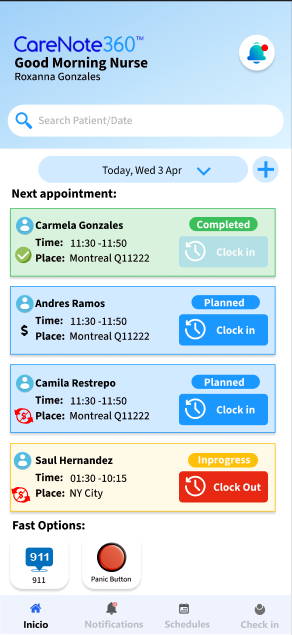 CareNote360™
Good Morning Nurse
Roxanna Gonzales
Search Patient/Date
Today, Wed 3 Apr
Next appointment:
Carmela Gonzales
Completed
Time: 11:30 -11:50
Clock in
Place: Montreal Q11222
Andres Ramos
Planned
Time: 11:30 -11:50
Clock in
$
Place: Montreal Q11222
Camila Restrepo
Planned
Time: 11:30 -11:50
Clock in
Place: Montreal Q11222
Saul Hernandez
Inprogress
Time: 01:30 -10:15
Clock Out
Place: NY City
Fast Options:
911
911
Panic Button
Inicio
Notifications
Schedules
Check in